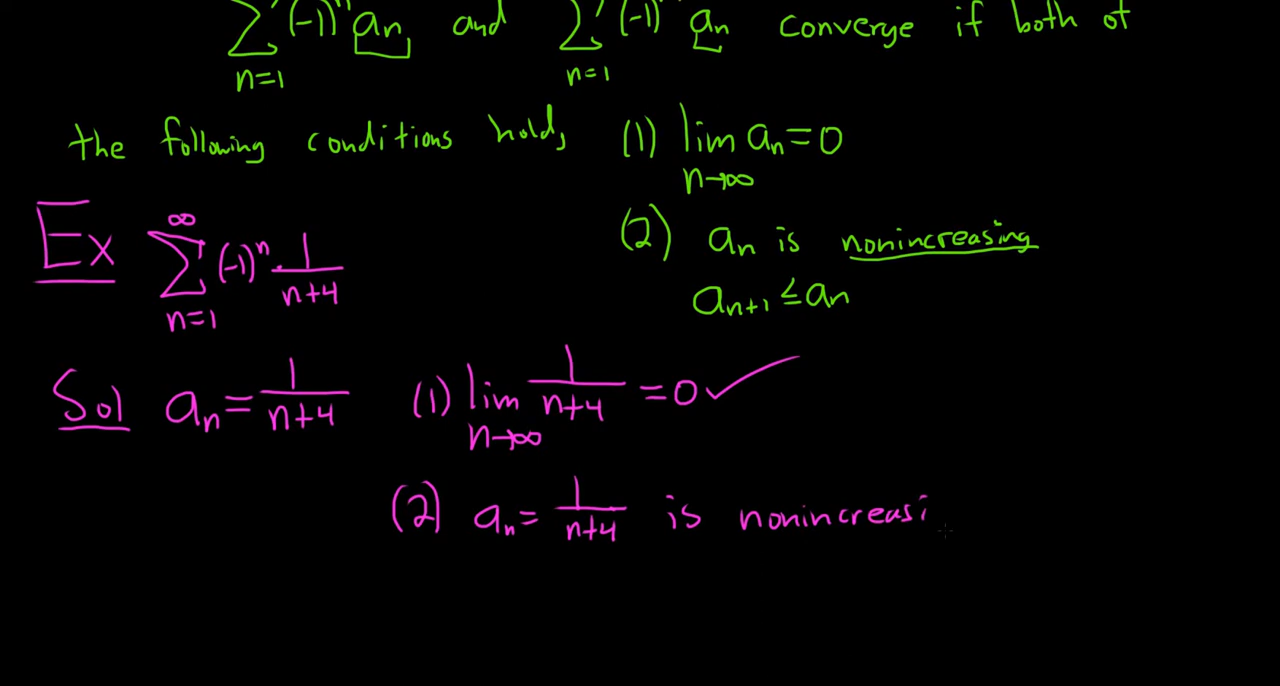 ∑ n=1 (-1)ⁿ aₙ, and ∑ n=1 (-1) aₙ converge if both of
the following conditions hold, (1) lim n→∞ aₙ = 0
(2) aₙ is nonincreasing
aₙ₊₁ ≤ aₙ
Ex ∑ n=1 ∞ (-1)ⁿ · 1/(n+4)
Sol aₙ = 1/(n+4) (1) lim n→∞ 1/(n+4) = 0 ✓
(2) aₙ = 1/(n+4) is nonincreasi